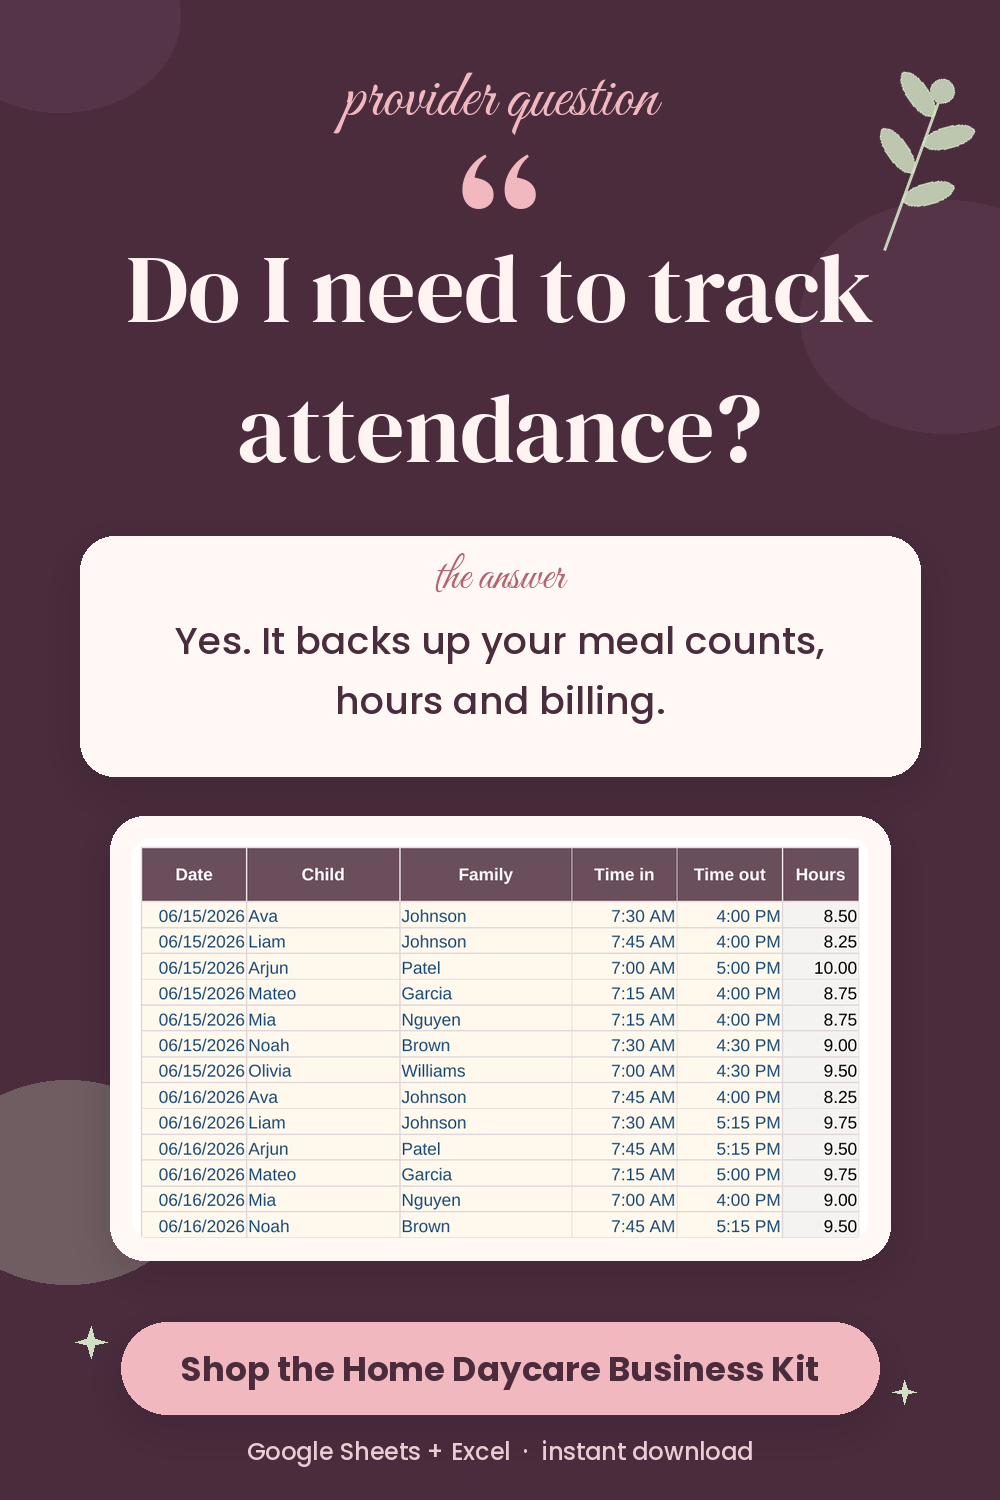 provider question
“
Do I need to track
attendance?
the answer
Yes. It backs up your meal counts,
hours and billing.
Date Child Family Time in Time out Hours
06/15/2026 Ava Johnson 7:30 AM 4:00 PM 8.50
06/15/2026 Liam Johnson 7:45 AM 4:00 PM 8.25
06/15/2026 Arjun Patel 7:00 AM 5:00 PM 10.00
06/15/2026 Mateo Garcia 7:15 AM 4:00 PM 8.75
06/15/2026 Mia Nguyen 7:15 AM 4:00 PM 8.75
06/15/2026 Noah Brown 7:30 AM 4:30 PM 9.00
06/15/2026 Olivia Williams 7:00 AM 4:30 PM 9.50
06/16/2026 Ava Johnson 7:45 AM 4:00 PM 8.25
06/16/2026 Liam Johnson 7:30 AM 5:15 PM 9.75
06/16/2026 Arjun Patel 7:45 AM 5:15 PM 9.50
06/16/2026 Mateo Garcia 7:15 AM 5:00 PM 9.75
06/16/2026 Mia Nguyen 7:00 AM 4:00 PM 9.00
06/16/2026 Noah Brown 7:45 AM 5:15 PM 9.50
Shop the Home Daycare Business Kit
Google Sheets + Excel · instant download